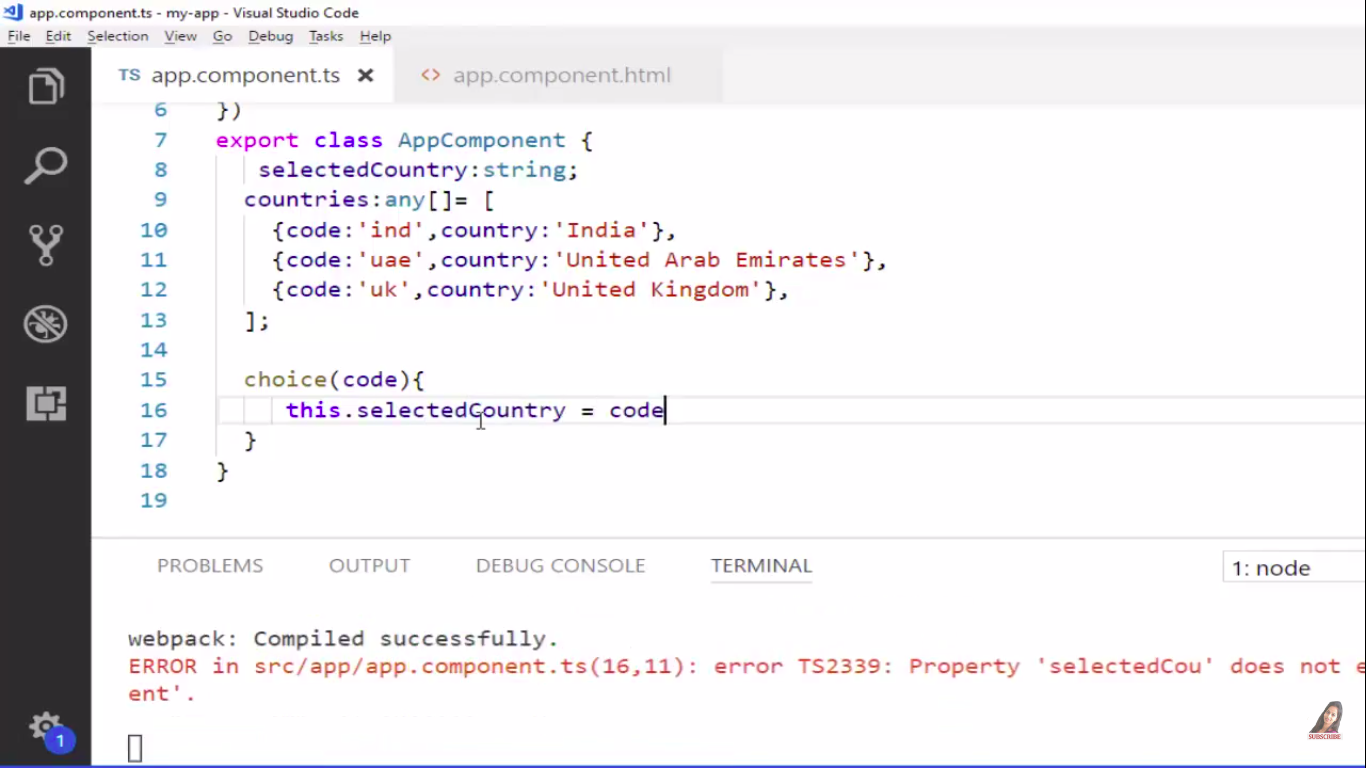 app.component.ts - my-app - Visual Studio Code
File Edit Selection View Go Debug Tasks Help
TS app.component.ts × <> app.component.html
6 })
7 export class AppComponent {
8 selectedCountry:string;
9 countries:any[]= [
10 {code:'ind',country:'India'},
11 {code:'uae',country:'United Arab Emirates'},
12 {code:'uk',country:'United Kingdom'},
13 ];
14
15 choice(code){
16 this.selectedCountry = code
17 }
18 }
19
PROBLEMS OUTPUT DEBUG CONSOLE TERMINAL 1: node
webpack: Compiled successfully.
ERROR in src/app/app.component.ts(16,11): error TS2339: Property 'selectedCou' does not e
ent'.
1
SUBSCRIBE